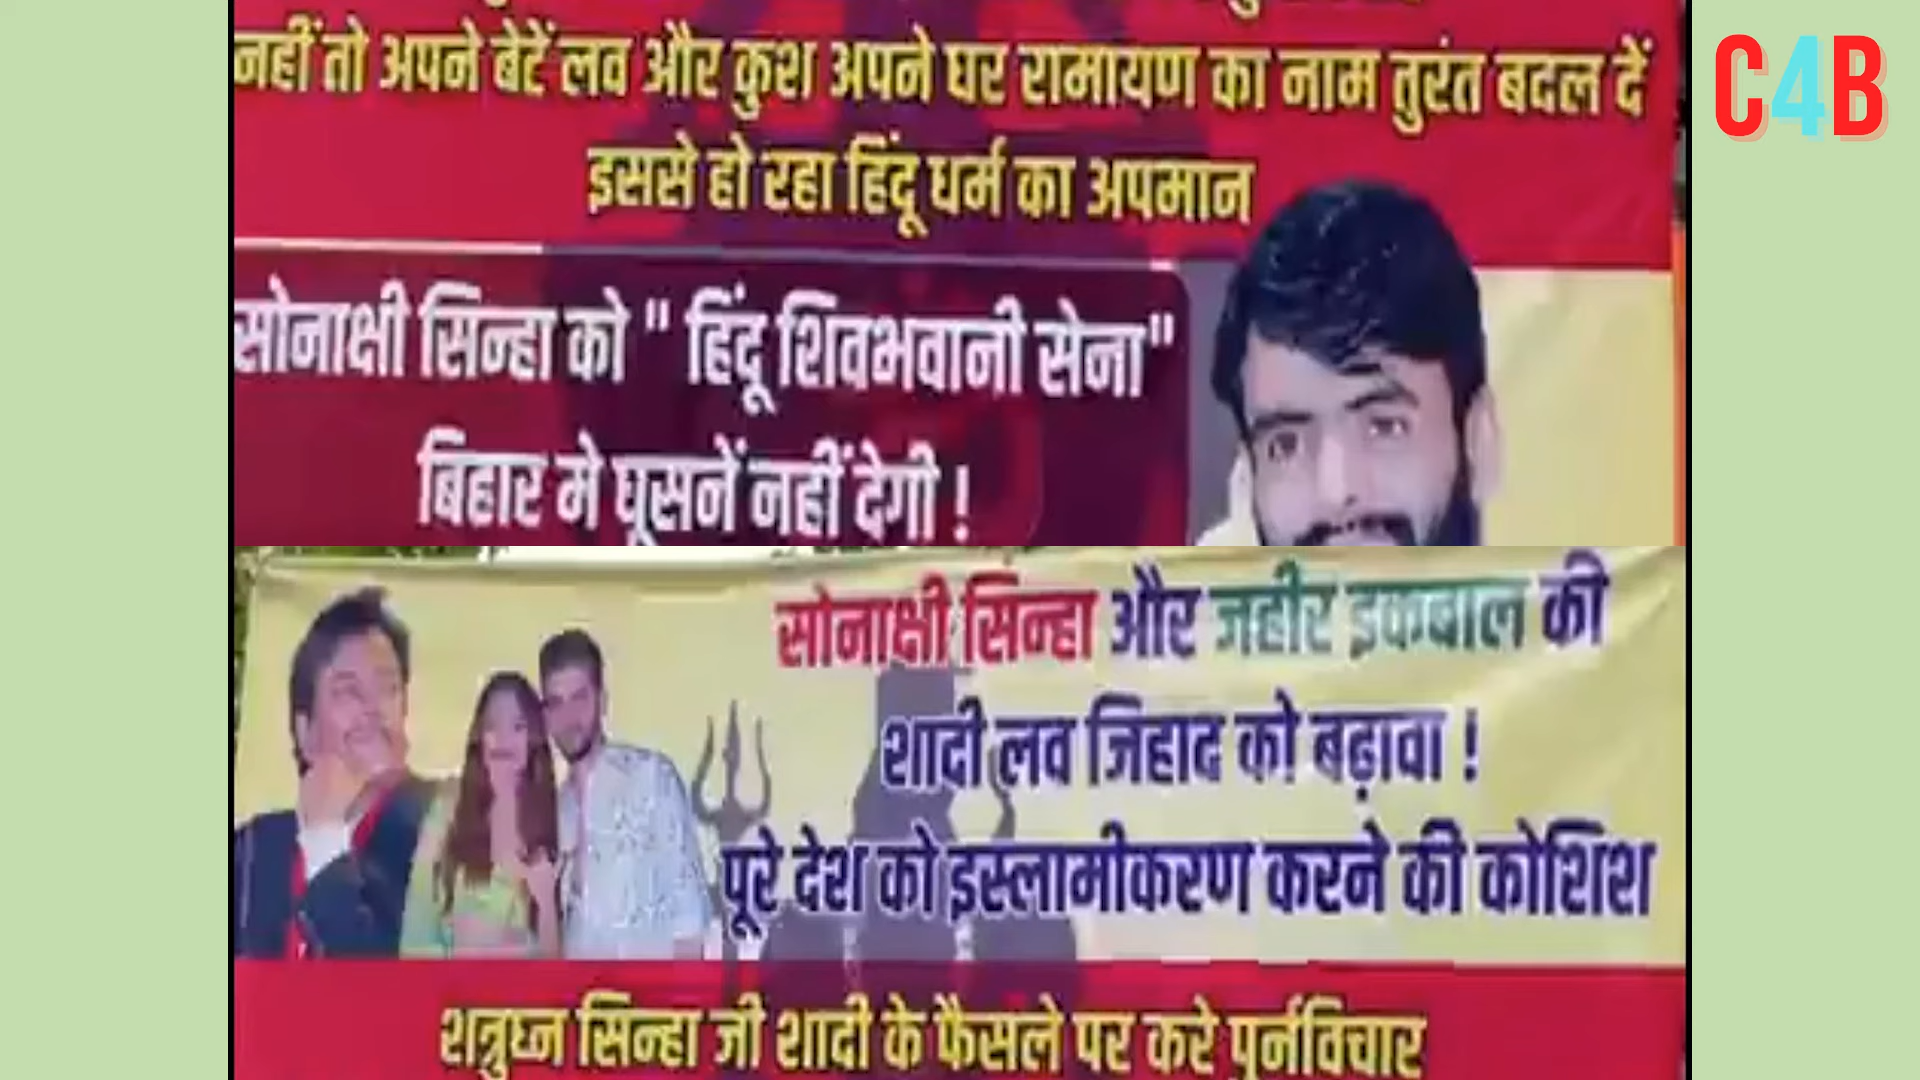 नहीं तो अपने बेटें लव और कुश अपने घर रामायण का नाम तुरंत बदल दें
इससे हो रहा हिंदू धर्म का अपमान
सोनाक्षी सिन्हा को " हिंदू शिवभवानी सेना"
बिहार मे घूसनें नहीं देगी !
सोनाक्षी सिन्हा और जहीर इकबाल की
शादी लव जिहाद को बढ़ावा !
पूरे देश को इस्लामीकरण करने की कोशिश
शत्रुघ्न सिन्हा जी शादी के फैसले पर करे पुर्नविचार
C4B